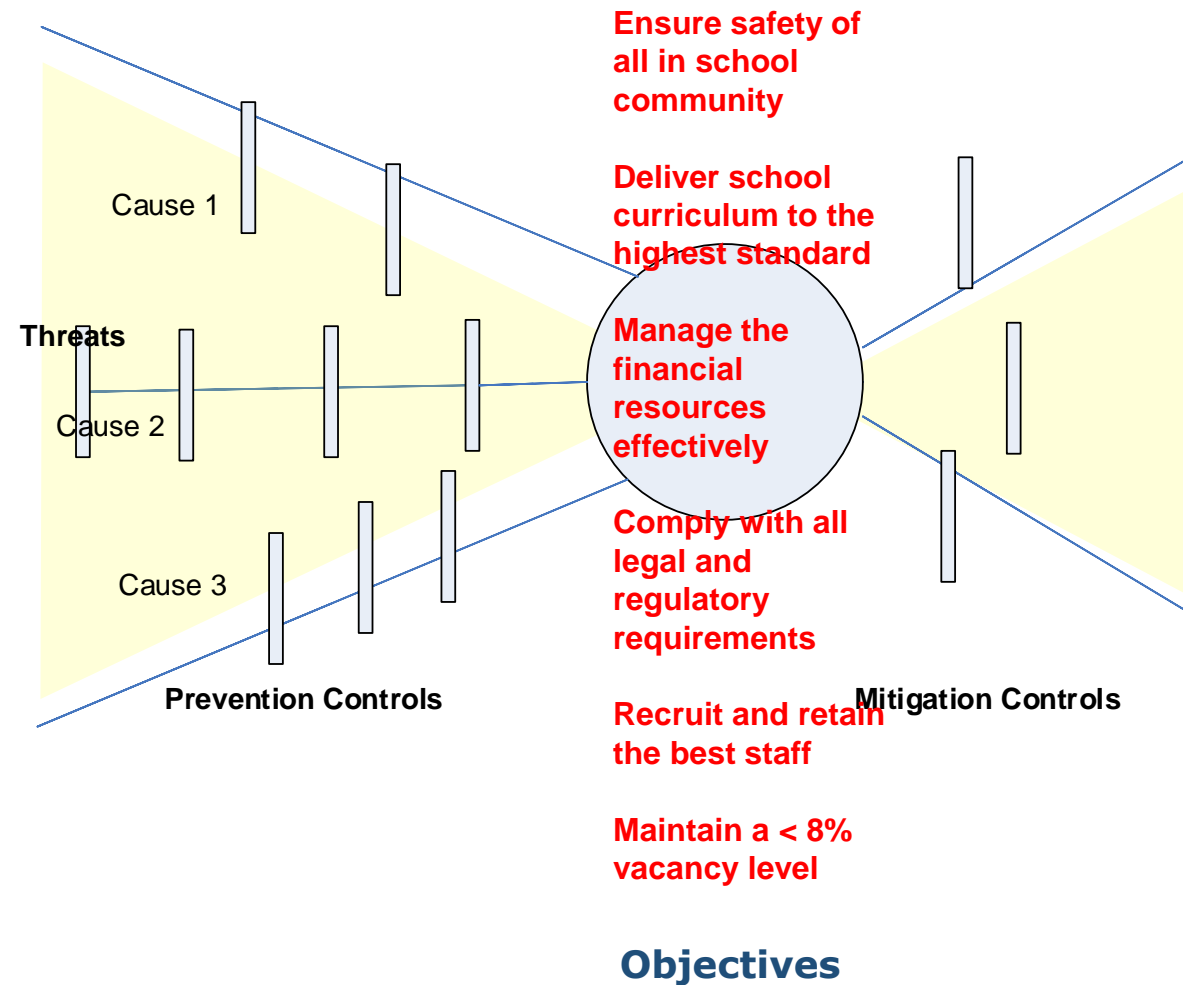 Ensure safety of
all in school
community
Deliver school
curriculum to the
highest standard
Manage the
financial
resources
effectively
Comply with all
legal and
regulatory
requirements
Recruit and retain
the best staff
Maintain a < 8%
vacancy level
Cause 1
Threats
Cause 2
Cause 3
Prevention Controls
Mitigation Controls
Objectives